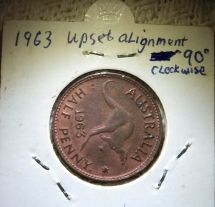 1963 upset alignment
90°
clockwise
HALF PENNY
1963
AUSTRALIA